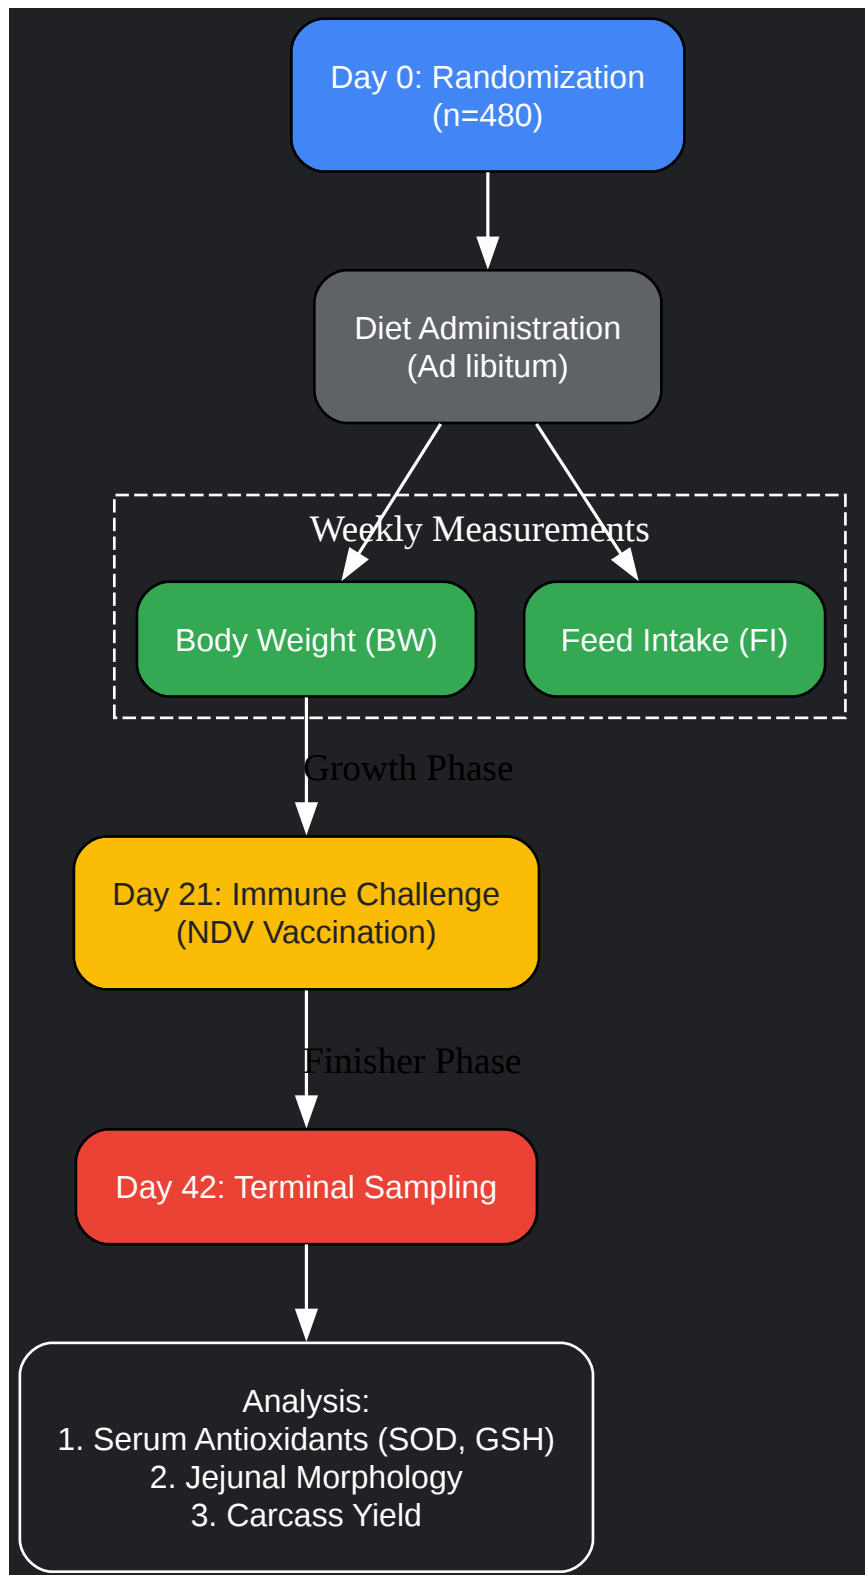 Day 0: Randomization
(n=480)
Diet Administration
(Ad libitum)
Weekly Measurements
Body Weight (BW)
Feed Intake (FI)
Growth Phase
Day 21: Immune Challenge
(NDV Vaccination)
Finisher Phase
Day 42: Terminal Sampling
Analysis:
1. Serum Antioxidants (SOD, GSH)
2. Jejunal Morphology
3. Carcass Yield